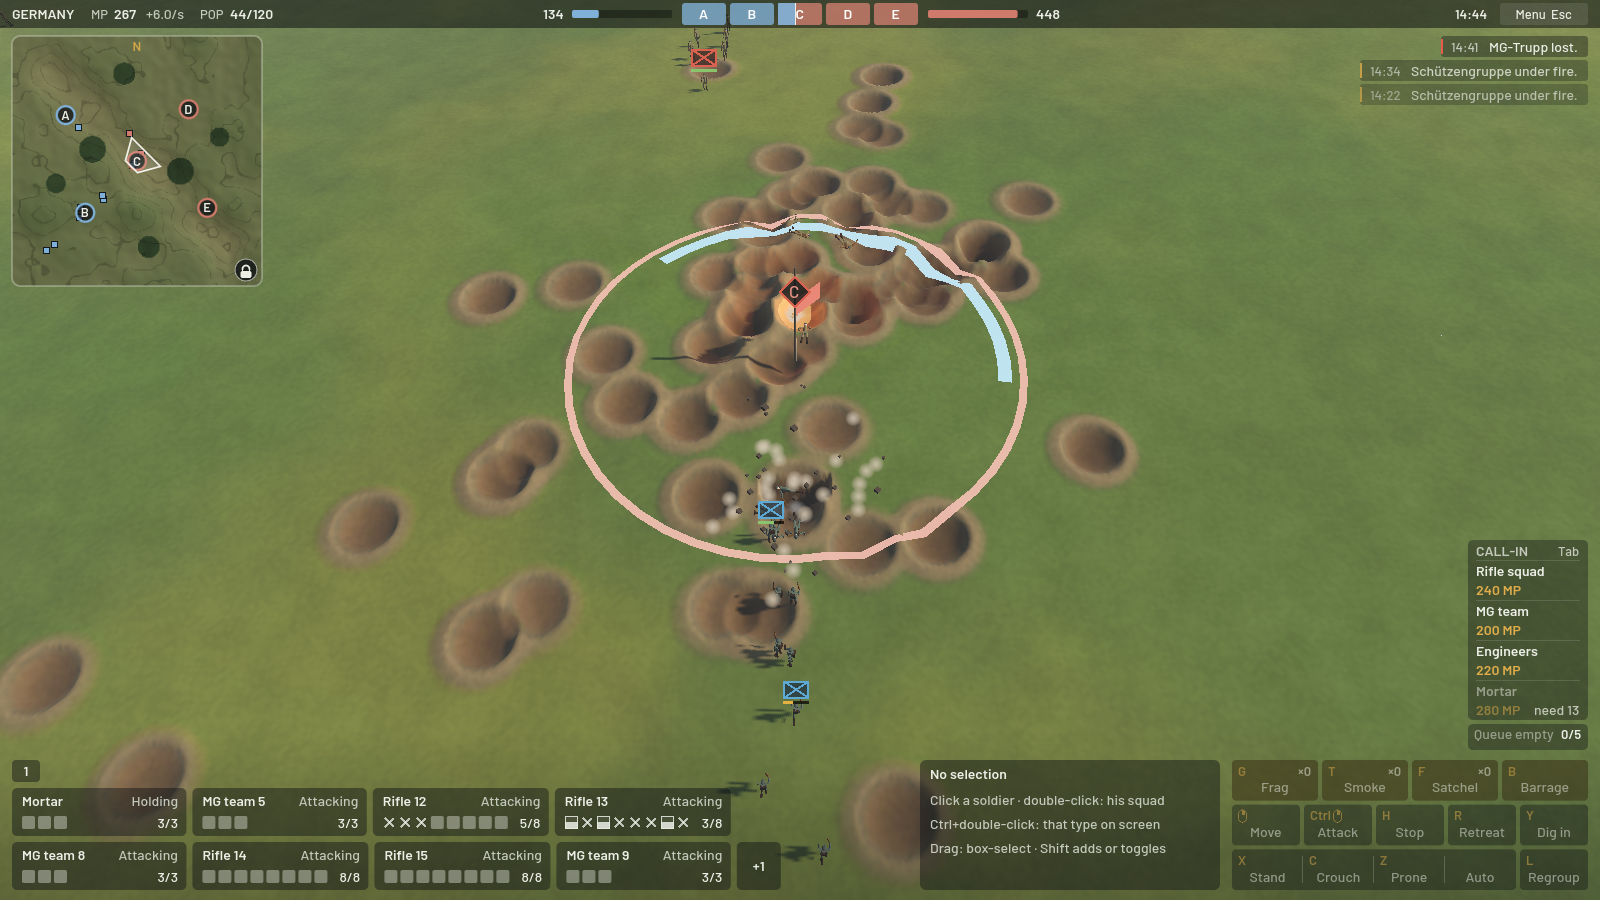 GERMANY MP 267 +6.0/s POP 44/120
134 A B C D E 448
14:44 Menu Esc
N
A
D
C
B
E
14:41 MG-Trupp lost.
14:34 Schützengruppe under fire.
14:22 Schützengruppe under fire.
C
CALL-IN Tab
Rifle squad
240 MP
MG team
200 MP
Engineers
220 MP
Mortar
280 MP need 13
Queue empty 0/5
1
Mortar Holding
3/3
MG team 5 Attacking
3/3
Rifle 12 Attacking
5/8
Rifle 13 Attacking
3/8
MG team 8 Attacking
3/3
Rifle 14 Attacking
8/8
Rifle 15 Attacking
8/8
MG team 9 Attacking
3/3
+1
No selection
Click a soldier · double-click: his squad
Ctrl+double-click: that type on screen
Drag: box-select · Shift adds or toggles
G ×0 Frag
T ×0 Smoke
F ×0 Satchel
B Barrage
Move
Ctrl Attack
H Stop
R Retreat
Y Dig in
X Stand
C Crouch
Z Prone
Auto
L Regroup